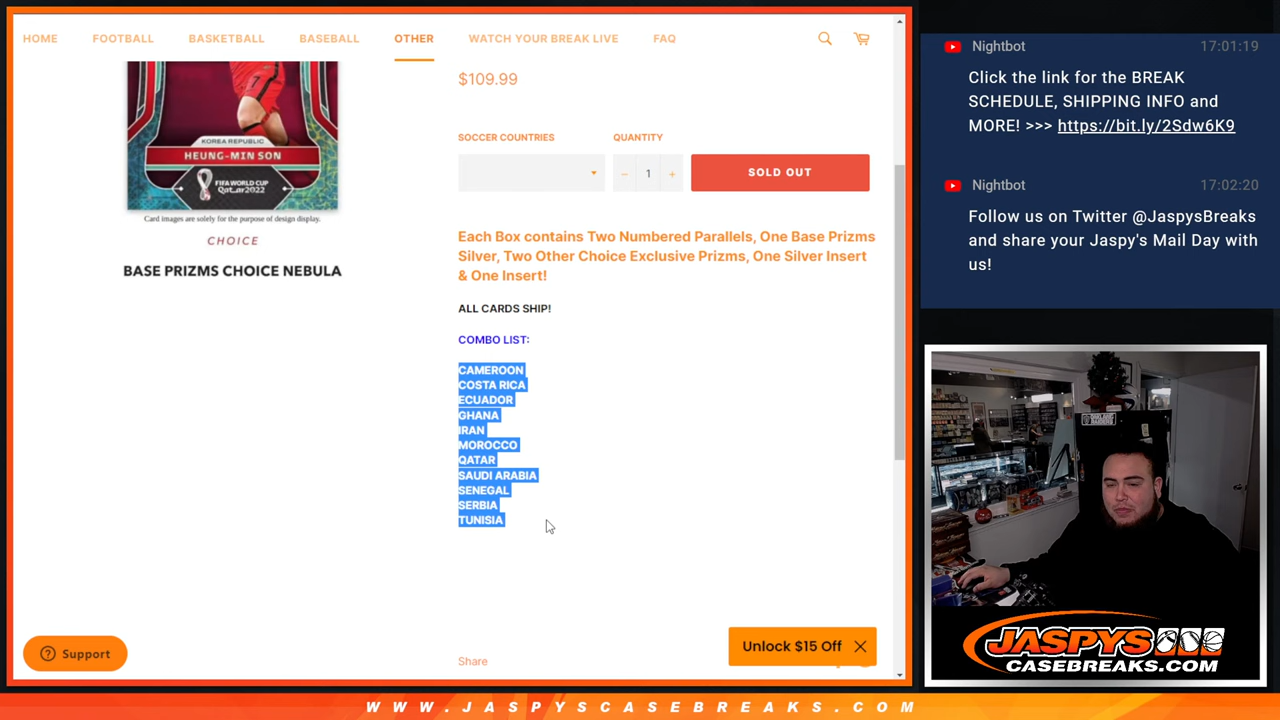 HOME FOOTBALL BASKETBALL BASEBALL OTHER WATCH YOUR BREAK LIVE FAQ
KOREA REPUBLIC
HEUNG-MIN SON
FIFA WORLD CUP
Qatar2022
Card images are solely for the purpose of design display.
CHOICE
BASE PRIZMS CHOICE NEBULA
$109.99
SOCCER COUNTRIES QUANTITY
− 1 + SOLD OUT
Each Box contains Two Numbered Parallels, One Base Prizms
Silver, Two Other Choice Exclusive Prizms, One Silver Insert
& One Insert!
ALL CARDS SHIP!
COMBO LIST:
CAMEROON
COSTA RICA
ECUADOR
GHANA
IRAN
MOROCCO
QATAR
SAUDI ARABIA
SENEGAL
SERBIA
TUNISIA
Support
Unlock $15 Off
Share
Nightbot 17:01:19
Click the link for the BREAK
SCHEDULE, SHIPPING INFO and
MORE! >>> https://bit.ly/2Sdw6K9
Nightbot 17:02:20
Follow us on Twitter @JaspysBreaks
and share your Jaspy's Mail Day with
us!
JASPYS
CASEBREAKS.COM
WWW.JASPYSCASEBREAKS.COM